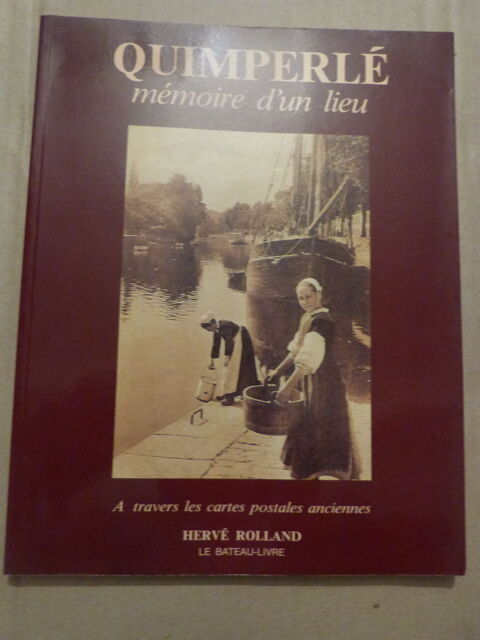 QUIMPERLÉ
mémoire d'un lieu
A travers les cartes postales anciennes
HERVÉ ROLLAND
LE BATEAU-LIVRE